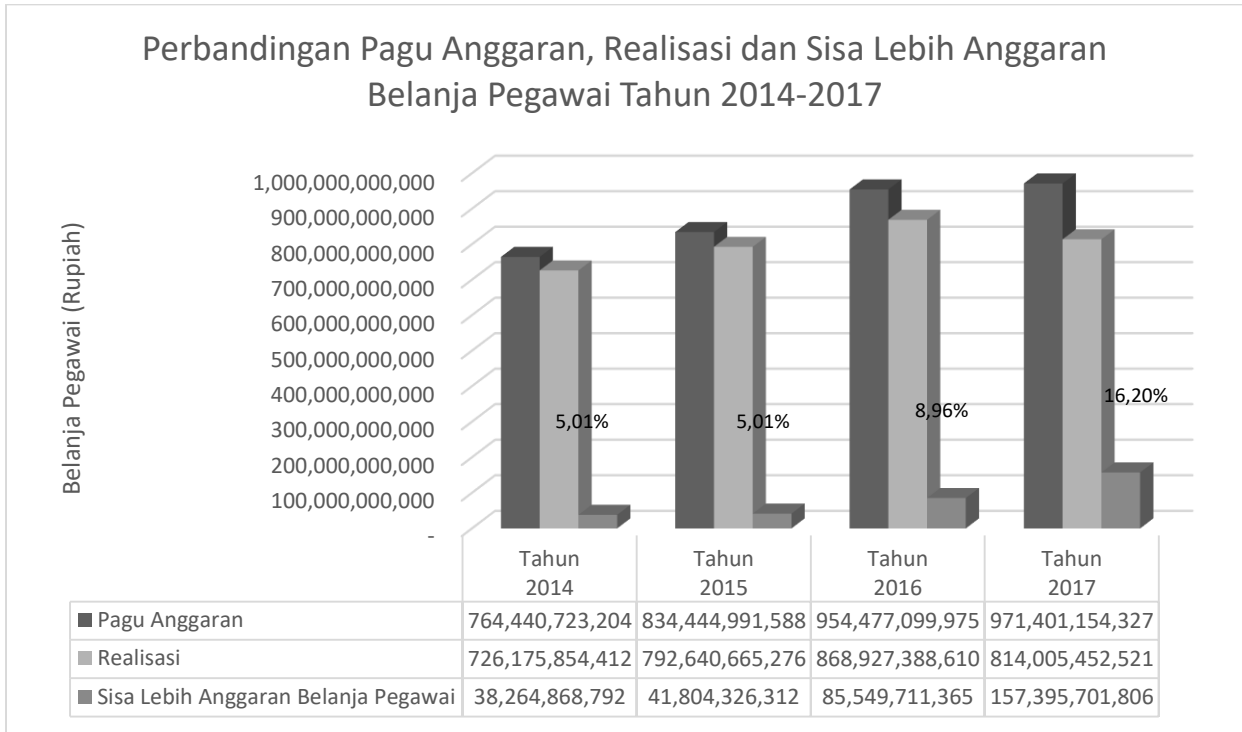 Perbandingan Pagu Anggaran, Realisasi dan Sisa Lebih Anggaran
Belanja Pegawai Tahun 2014-2017
Belanja Pegawai (Rupiah)
1,000,000,000,000
900,000,000,000
800,000,000,000
700,000,000,000
600,000,000,000
500,000,000,000
400,000,000,000
300,000,000,000
200,000,000,000
100,000,000,000
-
5,01%
5,01%
8,96%
16,20%
Tahun
2014
Tahun
2015
Tahun
2016
Tahun
2017
Pagu Anggaran 764,440,723,204 834,444,991,588 954,477,099,975 971,401,154,327
Realisasi 726,175,854,412 792,640,665,276 868,927,388,610 814,005,452,521
Sisa Lebih Anggaran Belanja Pegawai 38,264,868,792 41,804,326,312 85,549,711,365 157,395,701,806